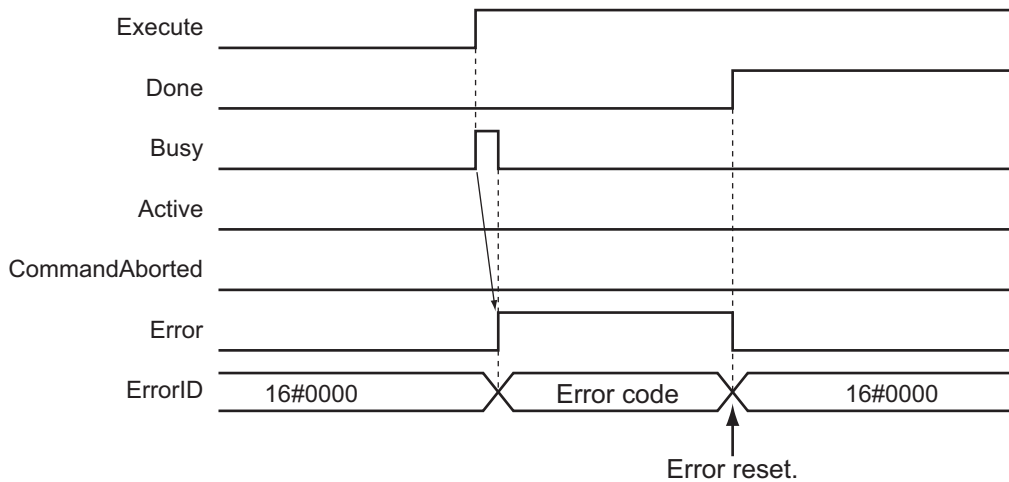 Execute
Done
Busy
Active
CommandAborted
Error
ErrorID 16#0000 Error code 16#0000
Error reset.